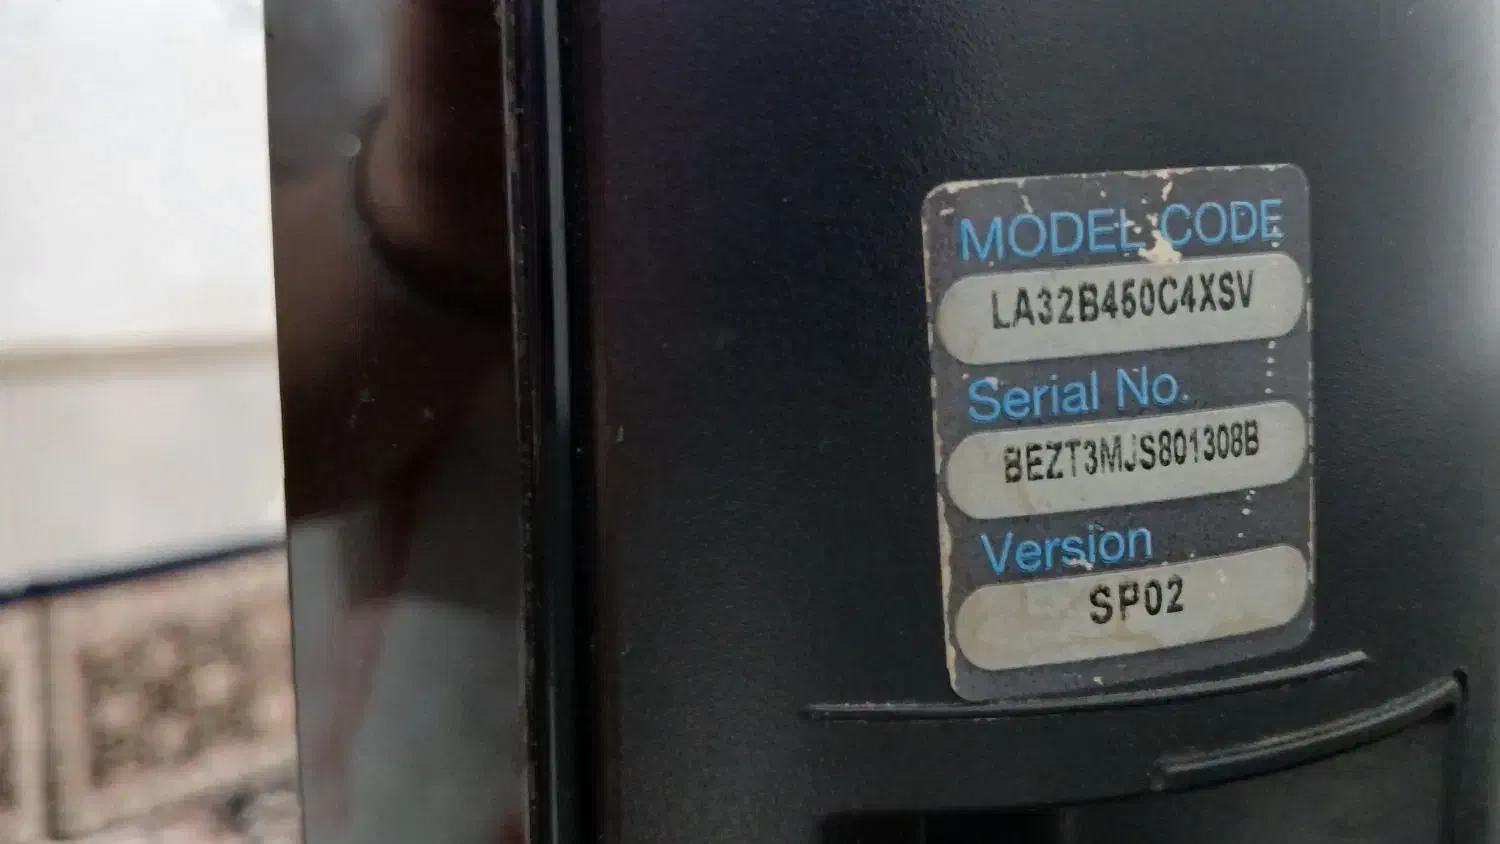 MODEL CODE
LA32B450C4XSV
Serial No.
BEZT3MJS801308B
Version
SP02